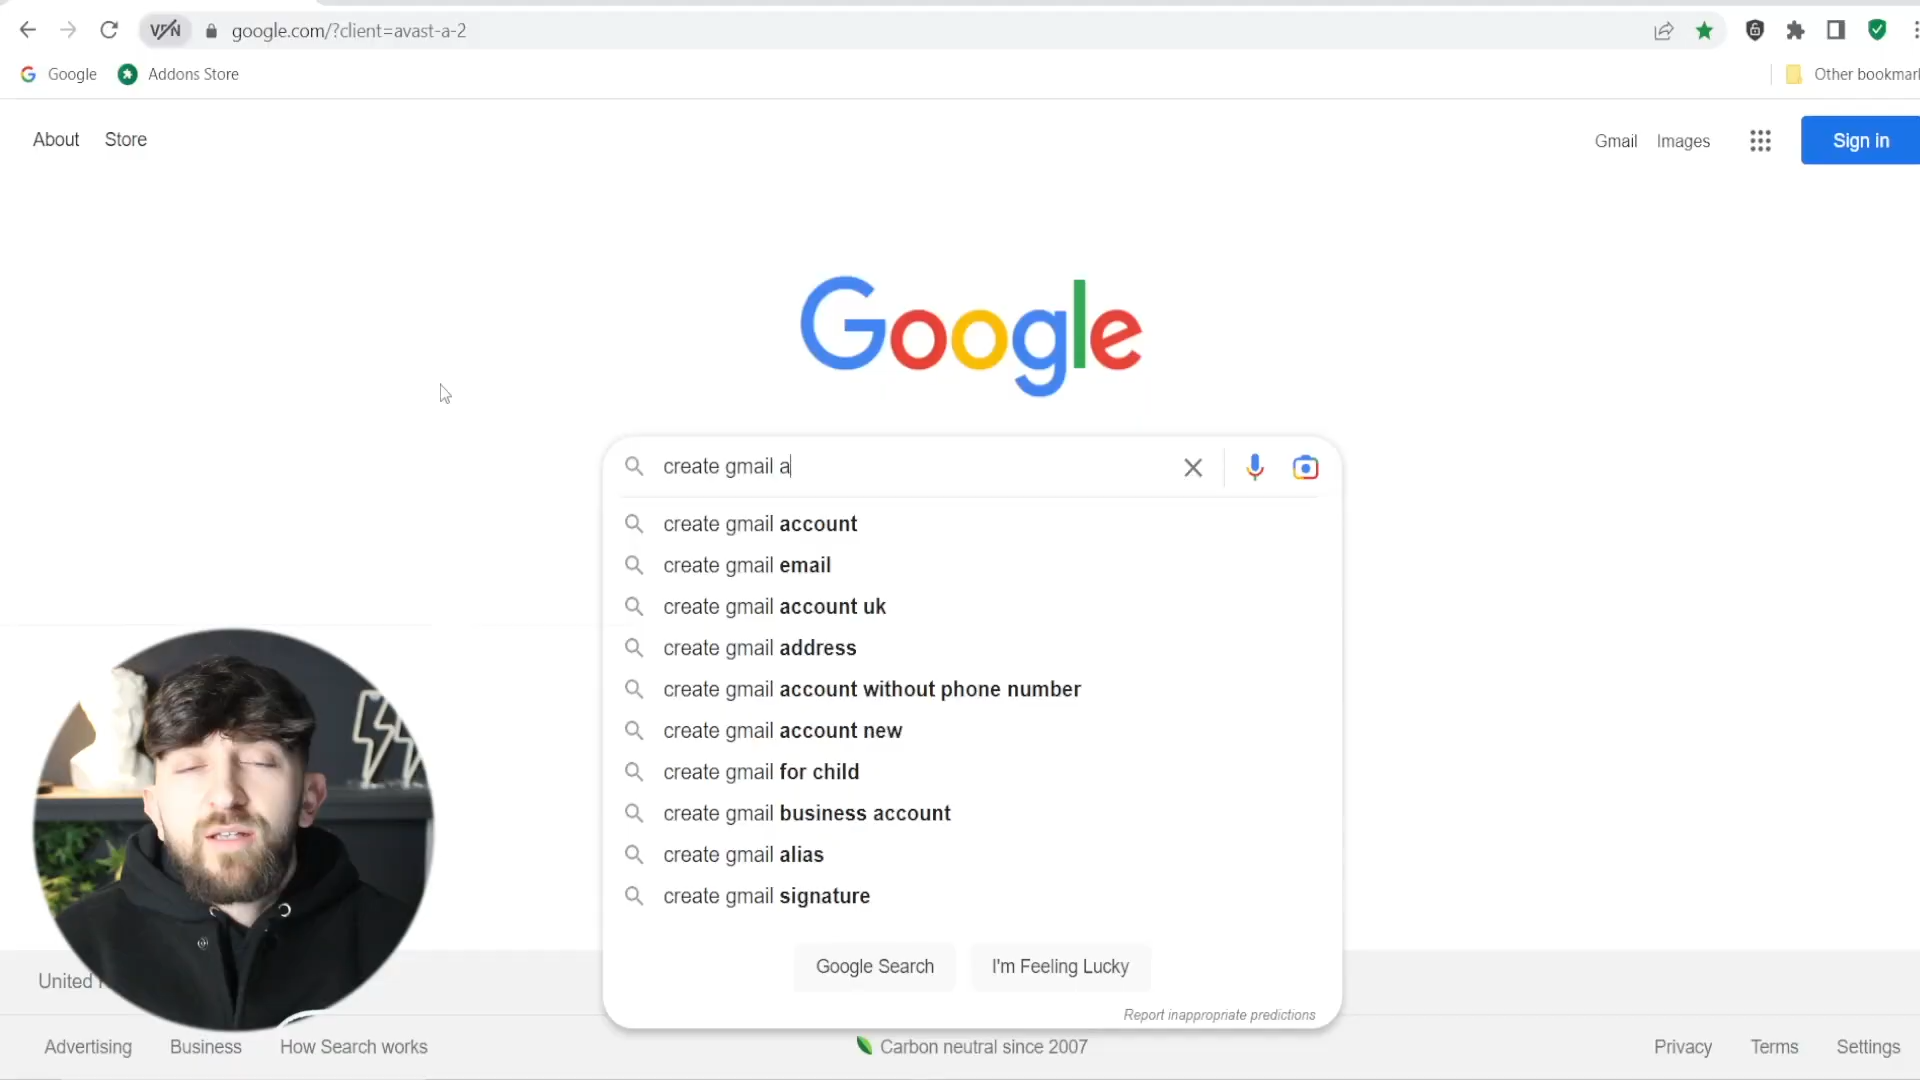 VPN
google.com/?client=avast-a-2
Google
Addons Store
Other bookmar
About
Store
Gmail
Images
Sign in
Google
create gmail a
create gmail account
create gmail email
create gmail account uk
create gmail address
create gmail account without phone number
create gmail account new
create gmail for child
create gmail business account
create gmail alias
create gmail signature
Google Search
I'm Feeling Lucky
Report inappropriate predictions
United
Advertising
Business
How Search works
Carbon neutral since 2007
Privacy
Terms
Settings